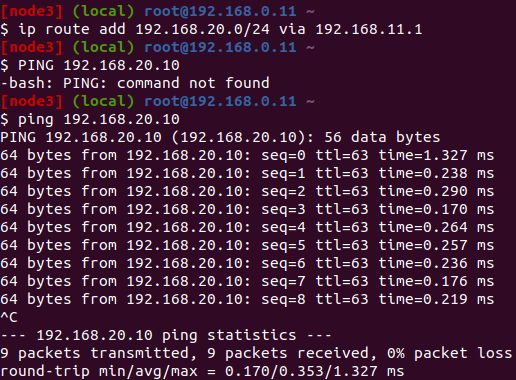 [node3] (local) root@192.168.0.11 ~
$ ip route add 192.168.20.0/24 via 192.168.11.1
[node3] (local) root@192.168.0.11 ~
$ PING 192.168.20.10
-bash: PING: command not found
[node3] (local) root@192.168.0.11 ~
$ ping 192.168.20.10
PING 192.168.20.10 (192.168.20.10): 56 data bytes
64 bytes from 192.168.20.10: seq=0 ttl=63 time=1.327 ms
64 bytes from 192.168.20.10: seq=1 ttl=63 time=0.238 ms
64 bytes from 192.168.20.10: seq=2 ttl=63 time=0.290 ms
64 bytes from 192.168.20.10: seq=3 ttl=63 time=0.170 ms
64 bytes from 192.168.20.10: seq=4 ttl=63 time=0.264 ms
64 bytes from 192.168.20.10: seq=5 ttl=63 time=0.257 ms
64 bytes from 192.168.20.10: seq=6 ttl=63 time=0.236 ms
64 bytes from 192.168.20.10: seq=7 ttl=63 time=0.176 ms
64 bytes from 192.168.20.10: seq=8 ttl=63 time=0.219 ms
^C
--- 192.168.20.10 ping statistics ---
9 packets transmitted, 9 packets received, 0% packet loss
round-trip min/avg/max = 0.170/0.353/1.327 ms